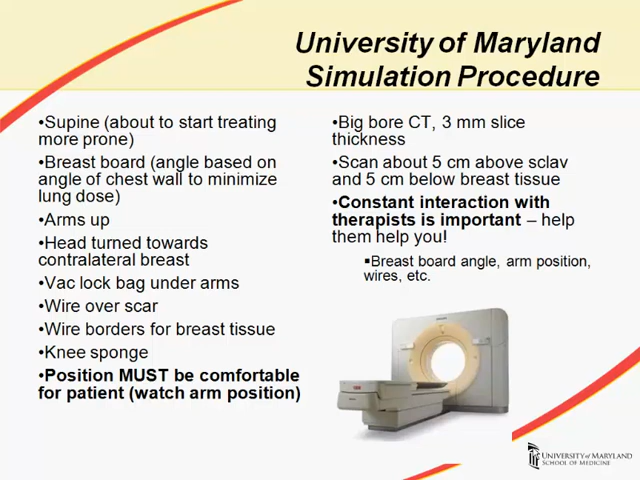 University of Maryland
Simulation Procedure
•Supine (about to start treating
more prone)
•Breast board (angle based on
angle of chest wall to minimize
lung dose)
•Arms up
•Head turned towards
contralateral breast
•Vac lock bag under arms
•Wire over scar
•Wire borders for breast tissue
•Knee sponge
•Position MUST be comfortable
for patient (watch arm position)
•Big bore CT, 3 mm slice
thickness
•Scan about 5 cm above sclav
and 5 cm below breast tissue
•Constant interaction with
therapists is important – help
them help you!
▪Breast board angle, arm position,
wires, etc.
UNIVERSITY of MARYLAND
SCHOOL OF MEDICINE